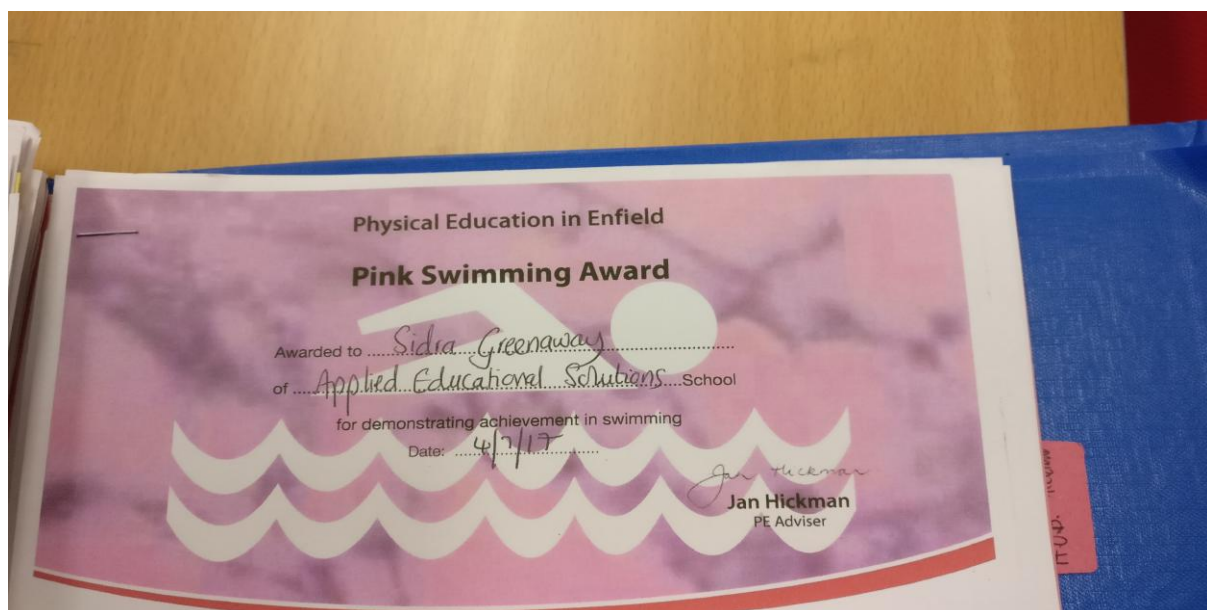 Physical Education in Enfield
Pink Swimming Award
Awarded to Sidra Greenaway
of Applied Educational Solutions School
for demonstrating achievement in swimming
Date: 4/7/17
Jan Hickman
Jan Hickman
PE Adviser